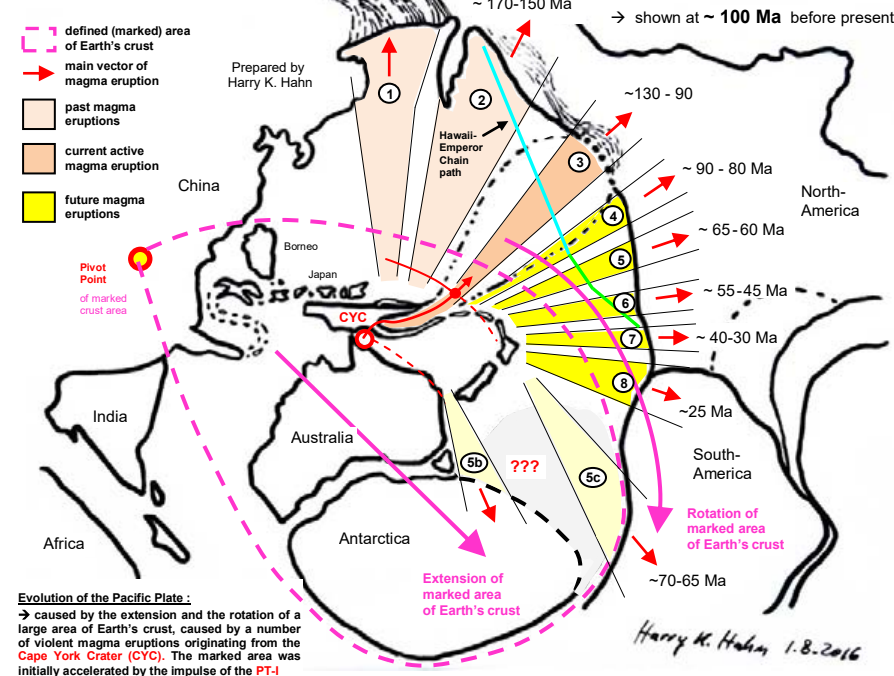 ~ 170-150 Ma
→ shown at ~ 100 Ma before present
defined (marked) area
of Earth's crust
main vector of
magma eruption
past magma
eruptions
current active
magma eruption
future magma
eruptions
Prepared by
Harry K. Hahn
1
2
Hawaii-
Emperor
Chain
path
3
~130 - 90
4
~ 90 - 80 Ma
5
~ 65-60 Ma
6
~ 55-45 Ma
7
~ 40-30 Ma
8
~25 Ma
North-
America
China
Borneo
Japan
Pivot
Point
of marked
crust area
CYC
India
Australia
5b
???
5c
South-
America
Rotation of
marked area
of Earth's crust
Africa
Antarctica
Extension of
marked area
of Earth's crust
~70-65 Ma
Evolution of the Pacific Plate :
→ caused by the extension and the rotation of a
large area of Earth's crust, caused by a number
of violent magma eruptions originating from the
Cape York Crater (CYC). The marked area was
initially accelerated by the impulse of the PT-I
Harry K. Hahn 1.8.2016